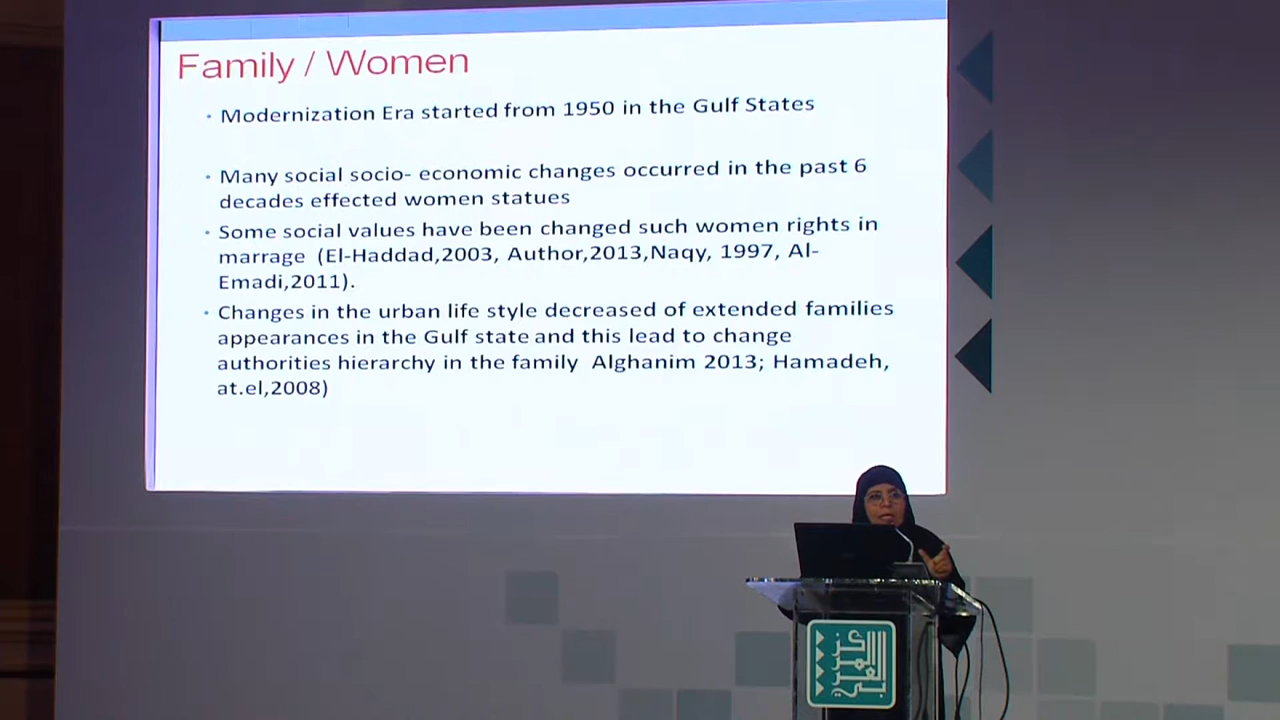 Family / Women
• Modernization Era started from 1950 in the Gulf States
• Many social socio- economic changes occurred in the past 6
decades effected women statues
• Some social values have been changed such women rights in
marrage (El-Haddad,2003, Author,2013,Naqy, 1997, Al-
Emadi,2011).
• Changes in the urban life style decreased of extended families
appearances in the Gulf state and this lead to change
authorities hierarchy in the family Alghanim 2013; Hamadeh,
at.el,2008)